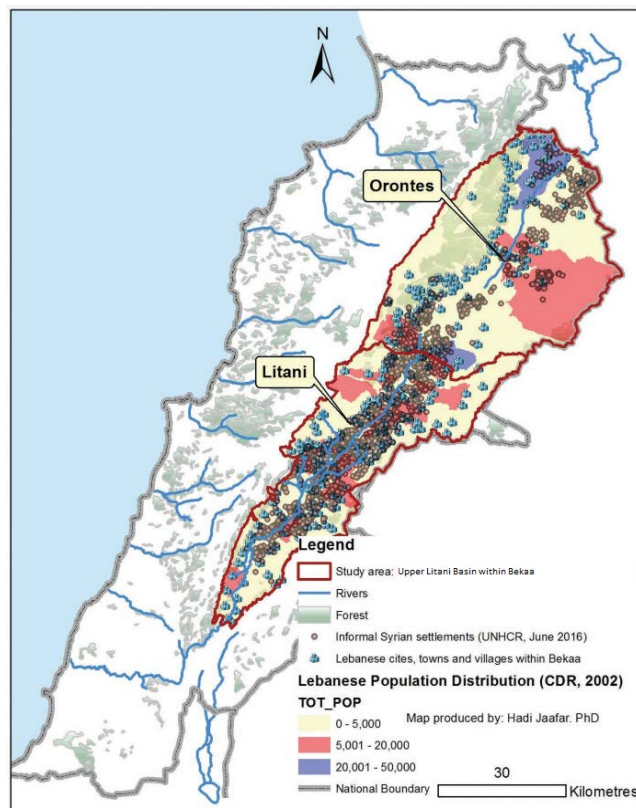 N
Orontes
Litani
Legend
Study area: Upper Litani Basin within Bekaa
Rivers
Forest
Informal Syrian settlements (UNHCR, June 2016)
Lebanese cites, towns and villages within Bekaa
Lebanese Population Distribution (CDR, 2002)
TOT_POP
0 - 5,000
Map produced by: Hadi Jaafar. PhD
5,001 - 20,000
20,001 - 50,000
National Boundary
30
Kilometres